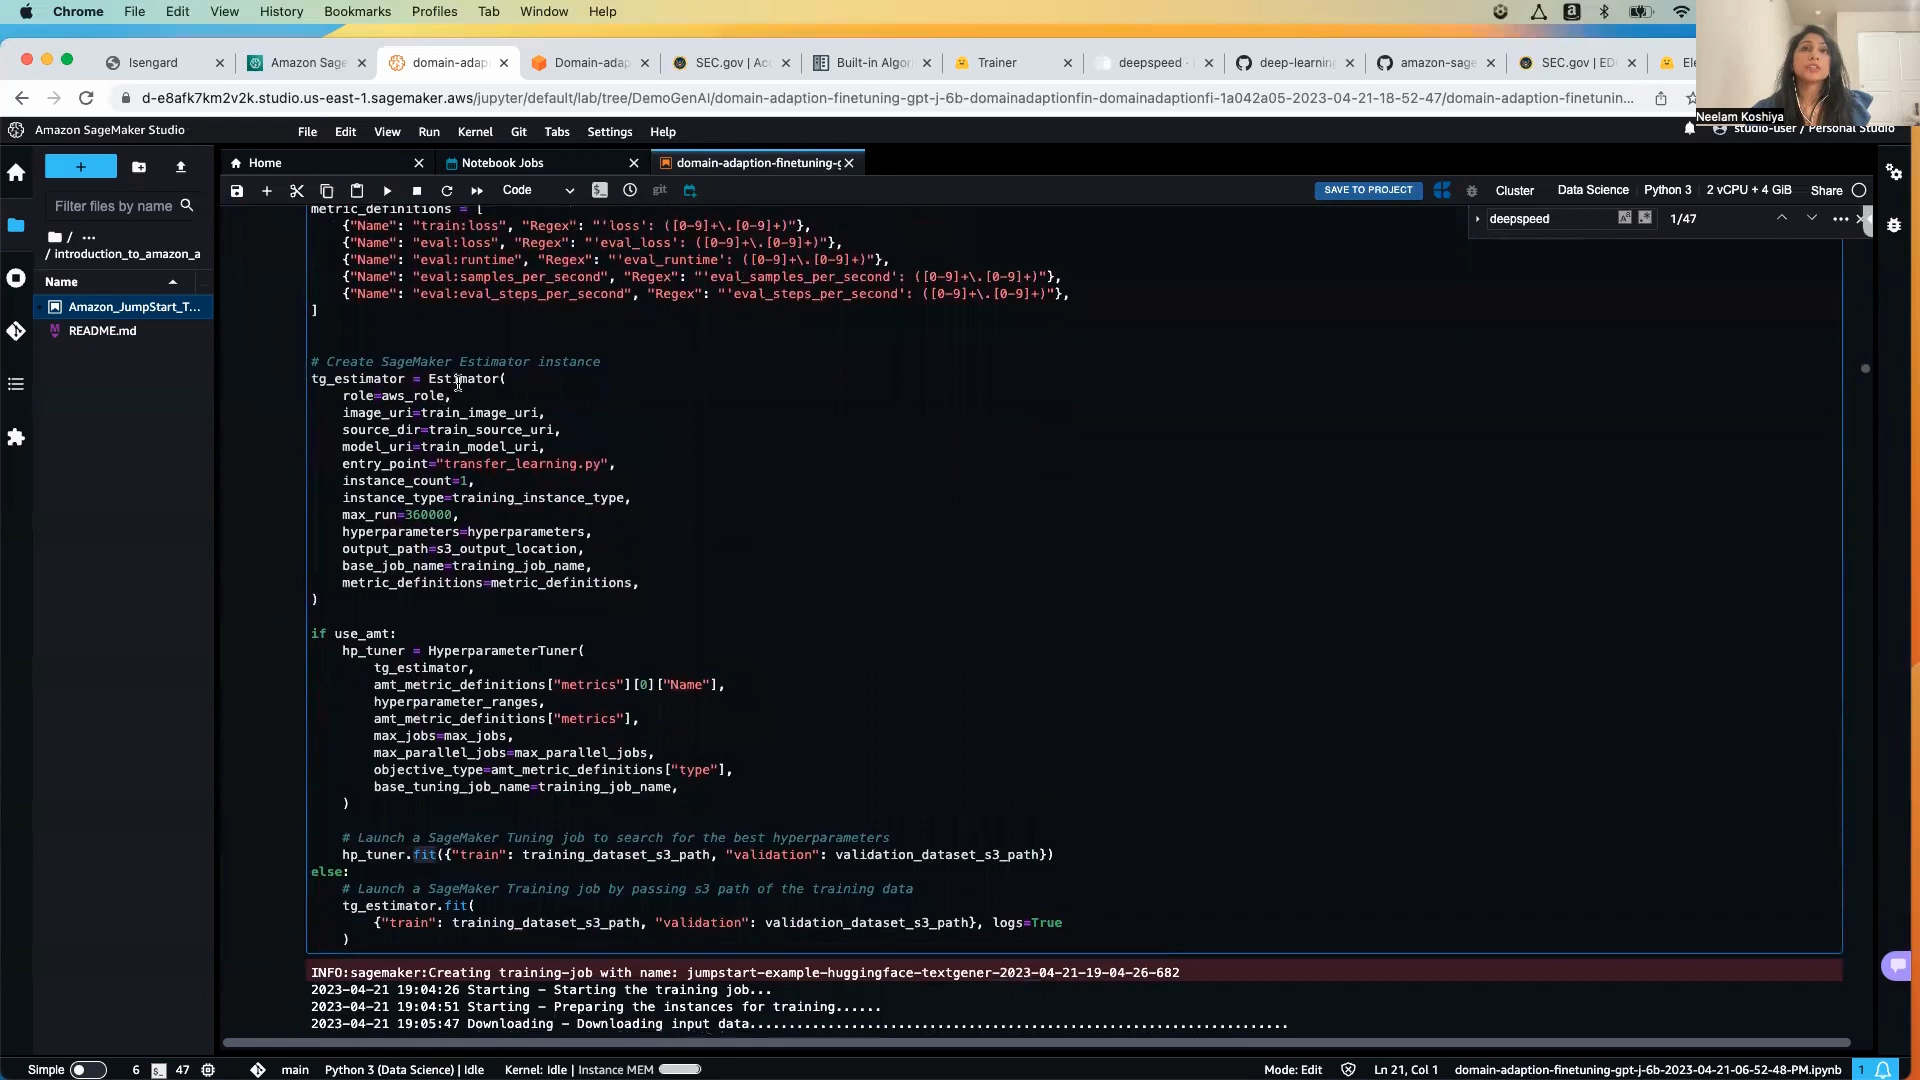 Chrome File Edit View History Bookmarks Profiles Tab Window Help
Isengard
Amazon Sage
domain-adap
Domain-adap
SEC.gov | Acc
Built-in Algor
Trainer
deepspeed ·
deep-learning
amazon-sage
SEC.gov | EDG
d-e8afk7km2v2k.studio.us-east-1.sagemaker.aws/jupyter/default/lab/tree/DemoGenAI/domain-adaption-finetuning-gpt-j-6b-domainadaptionfin-domainadaptionfi-1a042a05-2023-04-21-18-52-47/domain-adaption-finetunin...
Neelam Koshiya
Amazon SageMaker Studio
File Edit View Run Kernel Git Tabs Settings Help
studio-user / Personal Studio
Home
Notebook Jobs
domain-adaption-finetuning-g
Code
git
SAVE TO PROJECT
Cluster
Data Science
Python 3
2 vCPU + 4 GiB
Share
Filter files by name
/ ...
/ introduction_to_amazon_a
Name
Amazon_JumpStart_T...
README.md
deepspeed
1/47
metric_definitions = [
{"Name": "train:loss", "Regex": "'loss': ([0-9]+\.[0-9]+)"},
{"Name": "eval:loss", "Regex": "'eval_loss': ([0-9]+\.[0-9]+)"},
{"Name": "eval:runtime", "Regex": "'eval_runtime': ([0-9]+\.[0-9]+)"},
{"Name": "eval:samples_per_second", "Regex": "'eval_samples_per_second': ([0-9]+\.[0-9]+)"},
{"Name": "eval:eval_steps_per_second", "Regex": "'eval_steps_per_second': ([0-9]+\.[0-9]+)"},
]
# Create SageMaker Estimator instance
tg_estimator = Estimator(
role=aws_role,
image_uri=train_image_uri,
source_dir=train_source_uri,
model_uri=train_model_uri,
entry_point="transfer_learning.py",
instance_count=1,
instance_type=training_instance_type,
max_run=360000,
hyperparameters=hyperparameters,
output_path=s3_output_location,
base_job_name=training_job_name,
metric_definitions=metric_definitions,
)
if use_amt:
hp_tuner = HyperparameterTuner(
tg_estimator,
amt_metric_definitions["metrics"][0]["Name"],
hyperparameter_ranges,
amt_metric_definitions["metrics"],
max_jobs=max_jobs,
max_parallel_jobs=max_parallel_jobs,
objective_type=amt_metric_definitions["type"],
base_tuning_job_name=training_job_name,
)
# Launch a SageMaker Tuning job to search for the best hyperparameters
hp_tuner.fit({"train": training_dataset_s3_path, "validation": validation_dataset_s3_path})
else:
# Launch a SageMaker Training job by passing s3 path of the training data
tg_estimator.fit(
{"train": training_dataset_s3_path, "validation": validation_dataset_s3_path}, logs=True
)
INFO:sagemaker:Creating training-job with name: jumpstart-example-huggingface-textgener-2023-04-21-19-04-26-682
2023-04-21 19:04:26 Starting - Starting the training job...
2023-04-21 19:04:51 Starting - Preparing the instances for training......
2023-04-21 19:05:47 Downloading - Downloading input data.....................................................................
Simple 6 47 main Python 3 (Data Science) | Idle Kernel: Idle | Instance MEM Mode: Edit Ln 21, Col 1 domain-adaption-finetuning-gpt-j-6b-2023-04-21-06-52-48-PM.ipynb 1